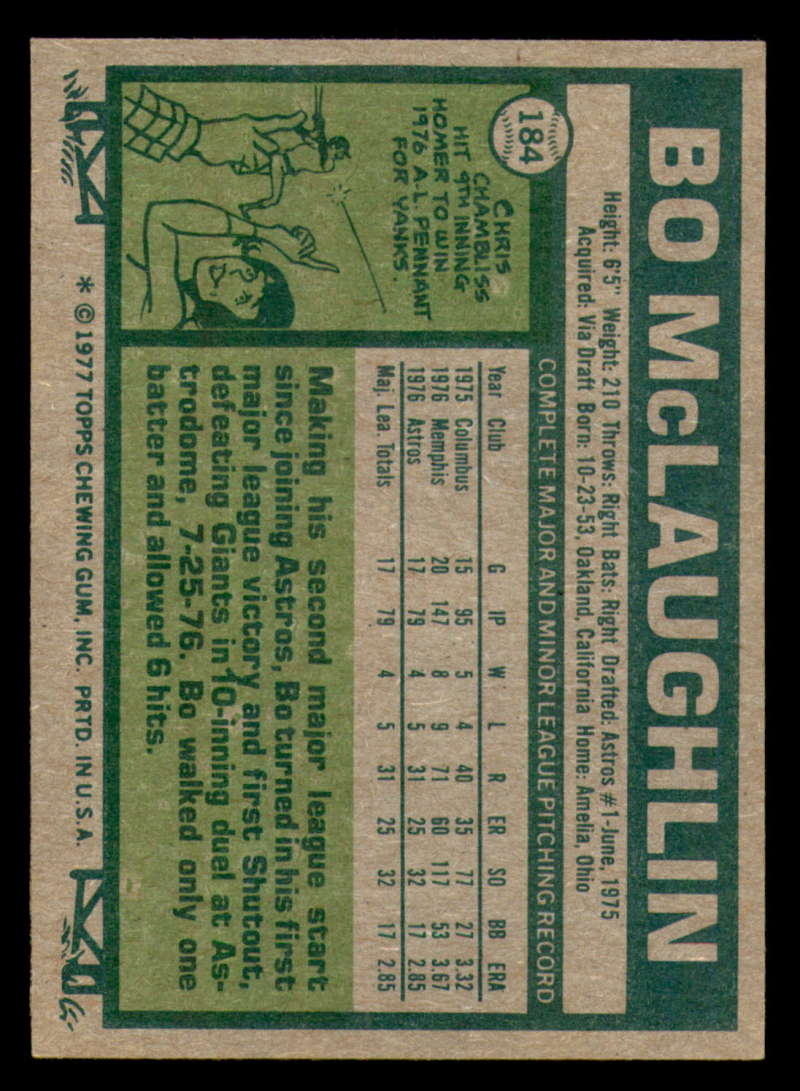 BO McLAUGHLIN
184
Height: 6'5" Weight: 210 Throws: Right Bats: Right Drafted: Astros #1-June, 1975
Acquired: Via Draft Born: 10-23-53, Oakland, California Home: Amelia, Ohio
COMPLETE MAJOR AND MINOR LEAGUE PITCHING RECORD
Year Club G IP W L R ER SO BB ERA
1975 Columbus 15 95 5 4 40 35 77 27 3.32
1976 Memphis 20 147 8 9 71 60 117 53 3.67
1976 Astros 17 79 4 5 31 25 32 17 2.85
Maj. Lea. Totals 17 79 4 5 31 25 32 17 2.85
CHRIS
CHAMBLISS
HIT 9TH INNING
HOMER TO WIN
1976 A.L. PENNANT
FOR YANKS.
Making his second major league start
since joining Astros, Bo turned in his first
major league victory and first Shutout,
defeating Giants in 10-inning duel at As-
trodome, 7-25-76. Bo walked only one
batter and allowed 6 hits.
* © 1977 TOPPS CHEWING GUM, INC. PRTD. IN U.S.A.